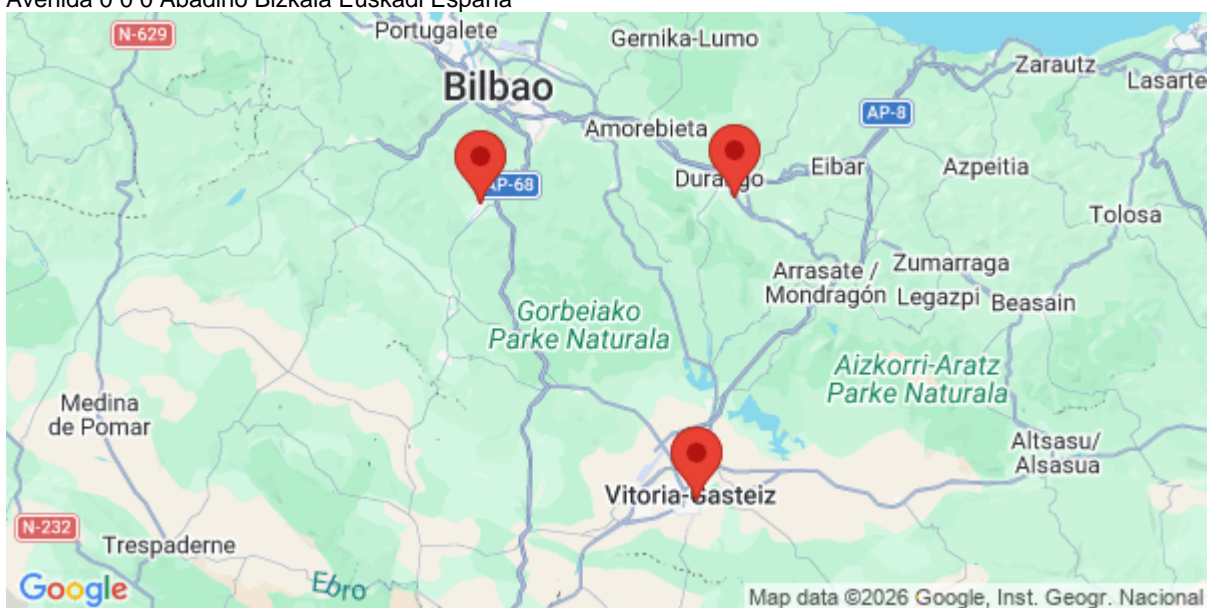 Avenida 0 0 0 Abadiño Bizkaia Euskadi España
N-629
Portugalete
Gernika-Lumo
Zarautz
Lasarte
Bilbao
AP-8
Amorebieta
Eibar
Azpeitia
Durango
AP-68
Tolosa
Arrasate /
Mondragón
Zumarraga
Legazpi
Beasain
Gorbeiako
Parke Naturala
Aizkorri-Aratz
Parke Naturala
Medina
de Pomar
Altsasu/
Alsasua
Vitoria-Gasteiz
N-232
Trespaderne
Ebro
Google
Map data ©2026 Google, Inst. Geogr. Nacional